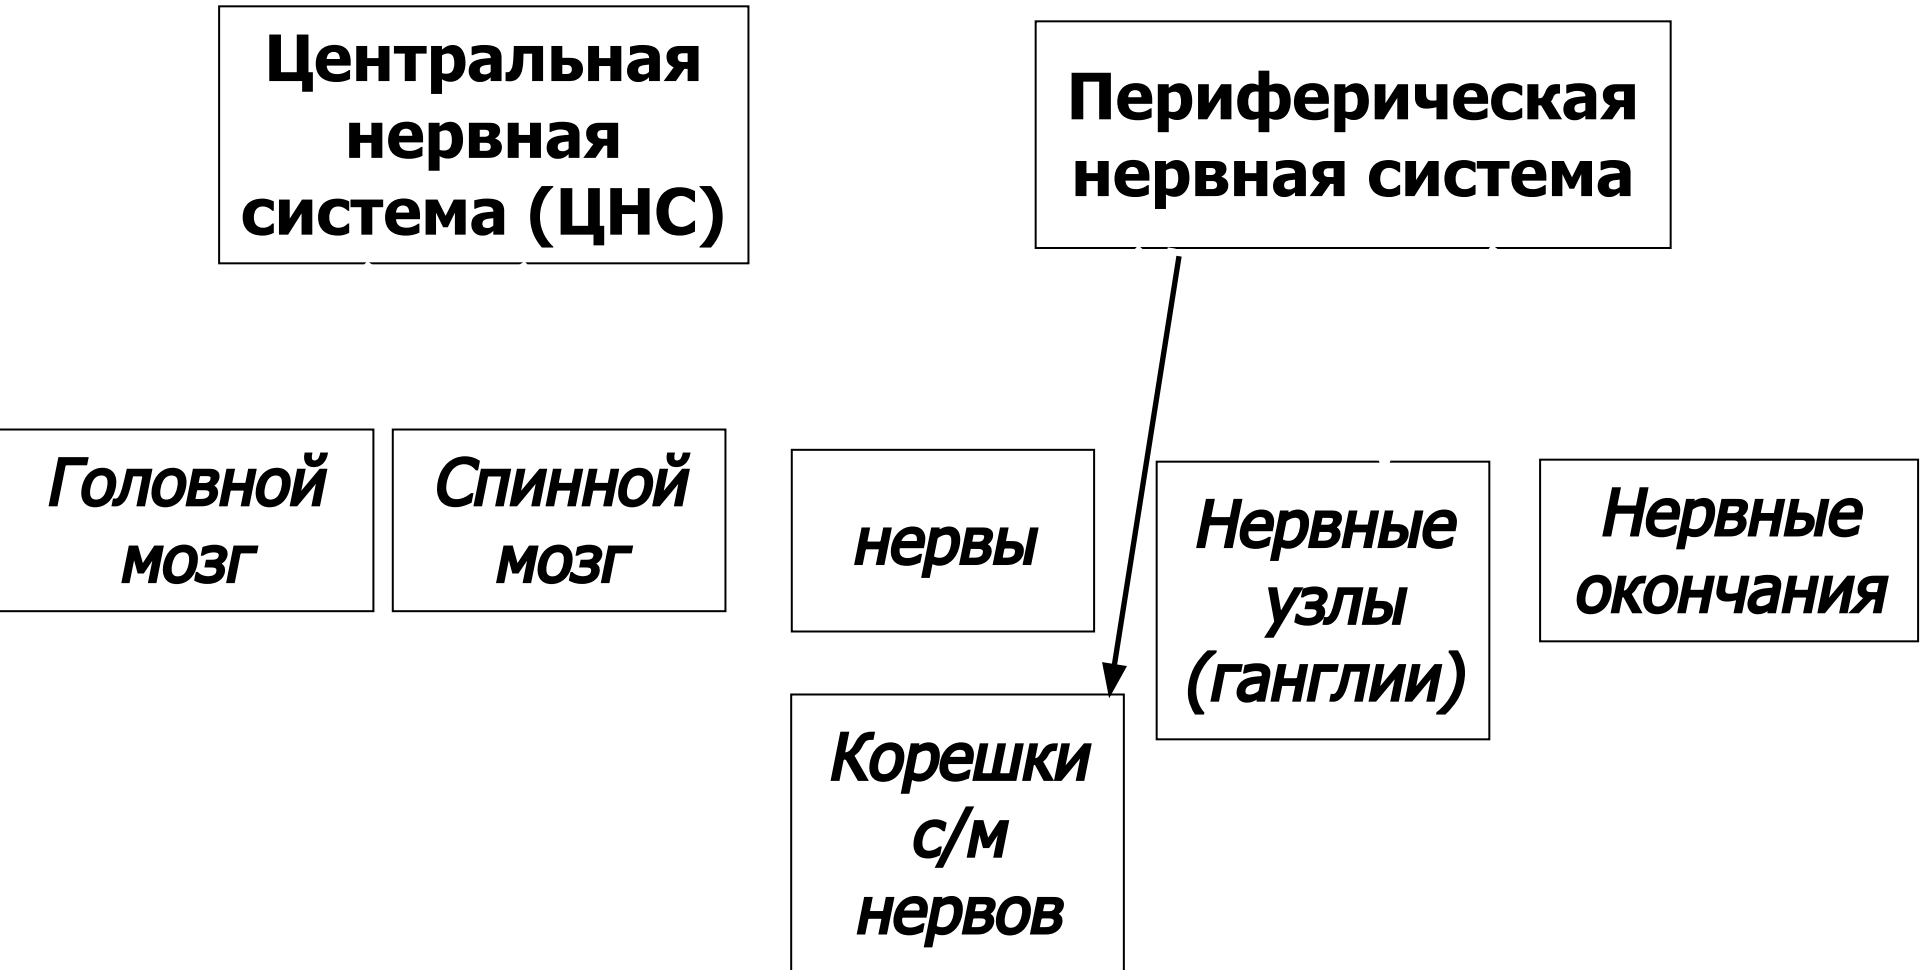 Центральная
нервная
система (ЦНС)
Периферическая
нервная система
Головной
мозг
Спинной
мозг
нервы
Нервные
узлы
(ганглии)
Нервные
окончания
Корешки
с/м
нервов